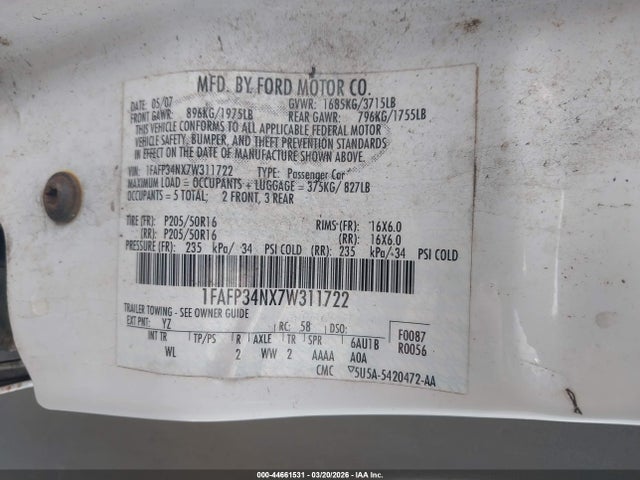 MFD. BY FORD MOTOR CO.
DATE: 05/07 GVWR: 1685KG/3715LB
FRONT GAWR: 896KG/1975LB REAR GAWR: 796KG/1755LB
THIS VEHICLE CONFORMS TO ALL APPLICABLE FEDERAL MOTOR
VEHICLE SAFETY, BUMPER, AND THEFT PREVENTION STANDARDS
IN EFFECT ON THE DATE OF MANUFACTURE SHOWN ABOVE.
VIN: 1FAFP34NX7W311722 TYPE: Passenger Car
MAXIMUM LOAD = OCCUPANTS + LUGGAGE = 375KG/ 827LB
OCCUPANTS = 5 TOTAL; 2 FRONT, 3 REAR
TIRE (FR): P205/50R16 RIMS (FR): 16X6.0
(RR): P205/50R16 (RR): 16X6.0
PRESSURE (FR): 235 kPa/ 34 PSI COLD (RR): 235 kPa/ 34 PSI COLD
1FAFP34NX7W311722
TRAILER TOWING - SEE OWNER GUIDE
EXT PNT: YZ RC: 5B DSO: F0087
INT TR TP/PS R AXLE TR SPR 6AU1B R0056
WL 2 WW 2 AAAA A0A
CMC ▽5U5A-5420472-AA
000-44661531 | 03/20/2026 | IAA Inc.